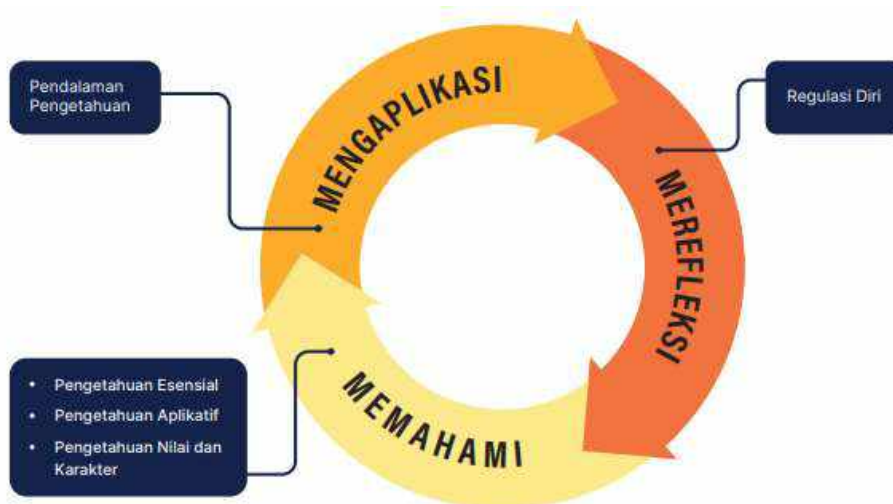 Pendalaman
Pengetahuan
MENGAPLIKASI
Regulasi Diri
MEREFLEKSI
• Pengetahuan Esensial
• Pengetahuan Aplikatif
• Pengetahuan Nilai dan
Karakter
MEMAHAMI